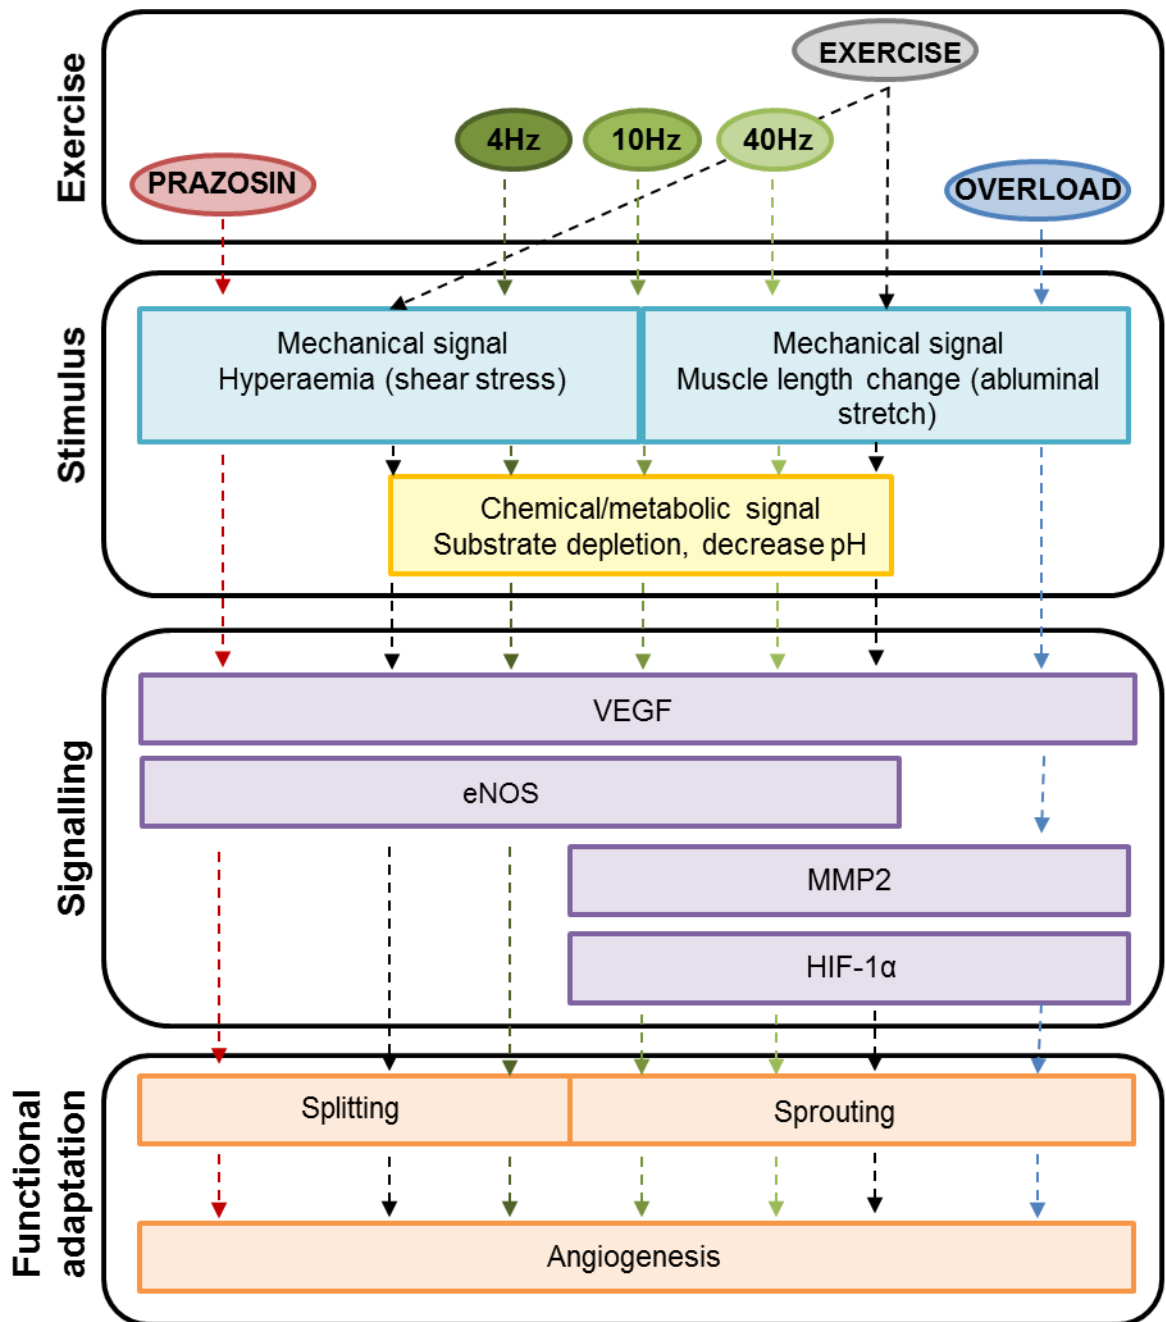 Exercise
EXERCISE
4Hz
10Hz
40Hz
PRAZOSIN
OVERLOAD
Stimulus
Mechanical signal
Hyperaemia (shear stress)
Mechanical signal
Muscle length change (abluminal
stretch)
Chemical/metabolic signal
Substrate depletion, decrease pH
Signalling
VEGF
eNOS
MMP2
HIF-1α
Functional
adaptation
Splitting
Sprouting
Angiogenesis